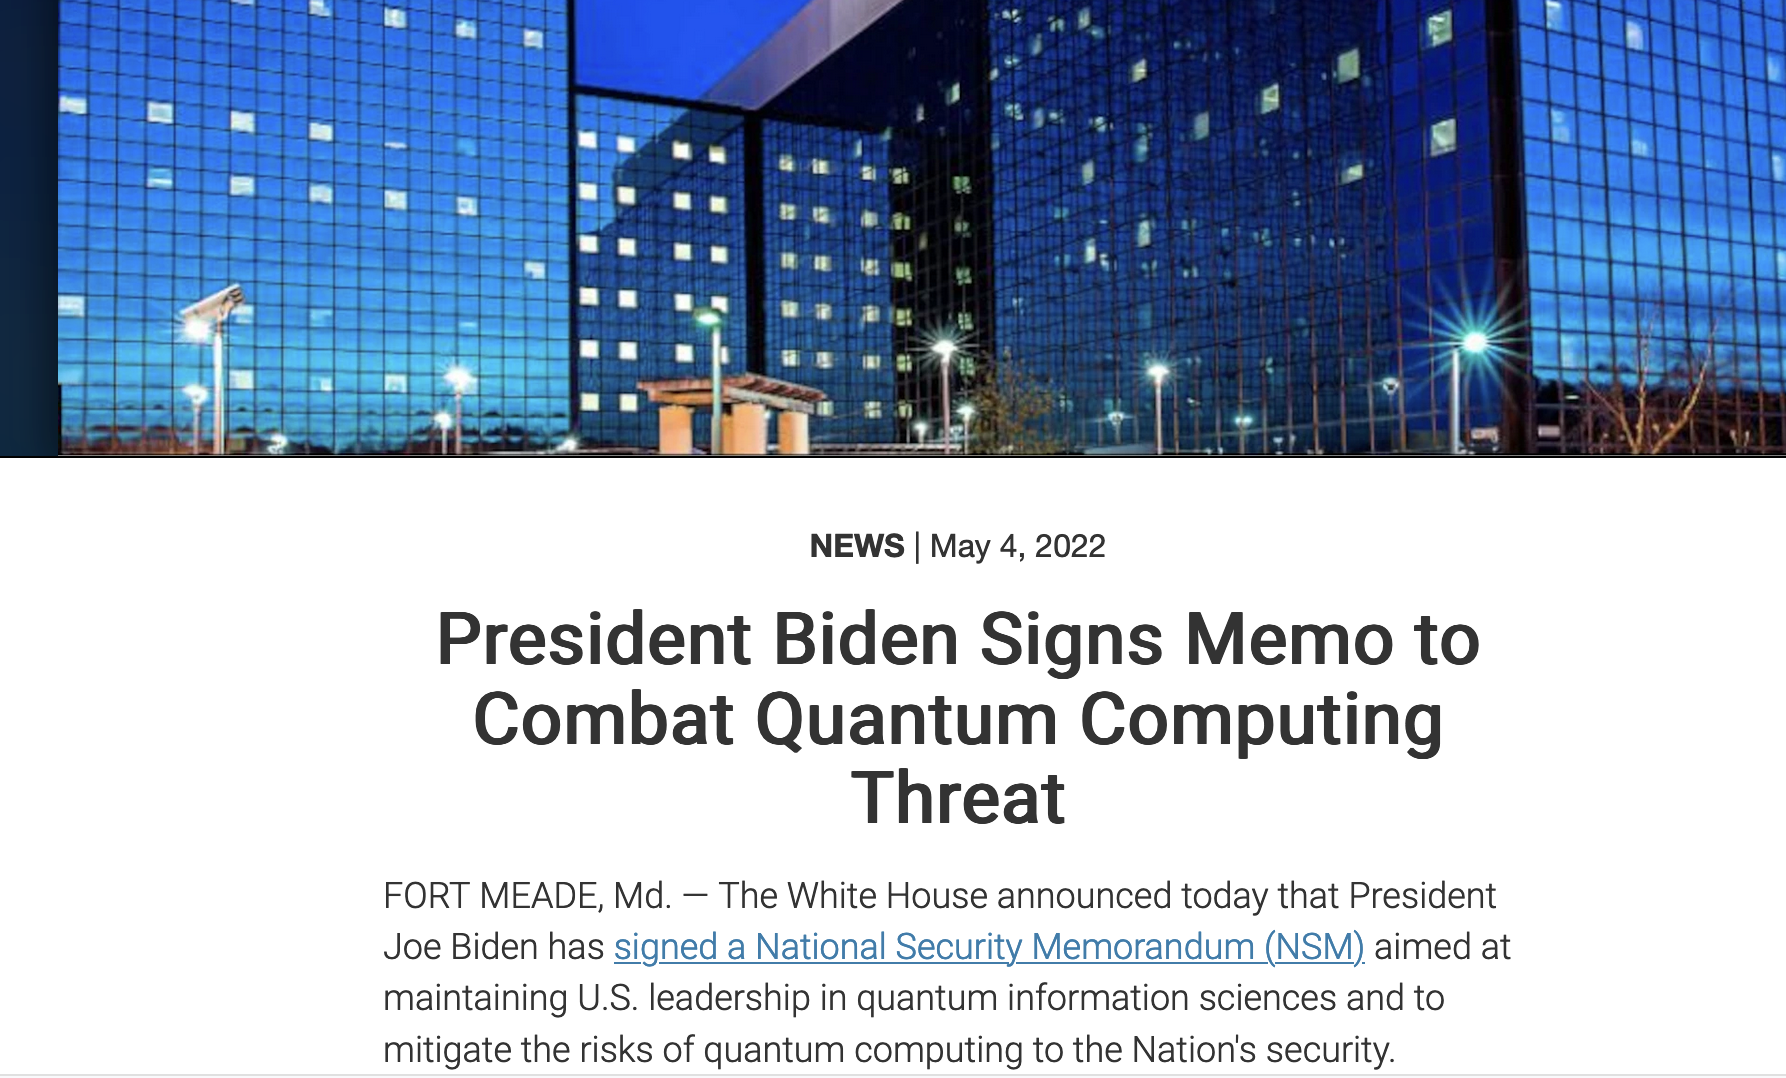 NEWS | May 4, 2022
President Biden Signs Memo to
Combat Quantum Computing
Threat
FORT MEADE, Md. — The White House announced today that President
Joe Biden has signed a National Security Memorandum (NSM) aimed at
maintaining U.S. leadership in quantum information sciences and to
mitigate the risks of quantum computing to the Nation's security.